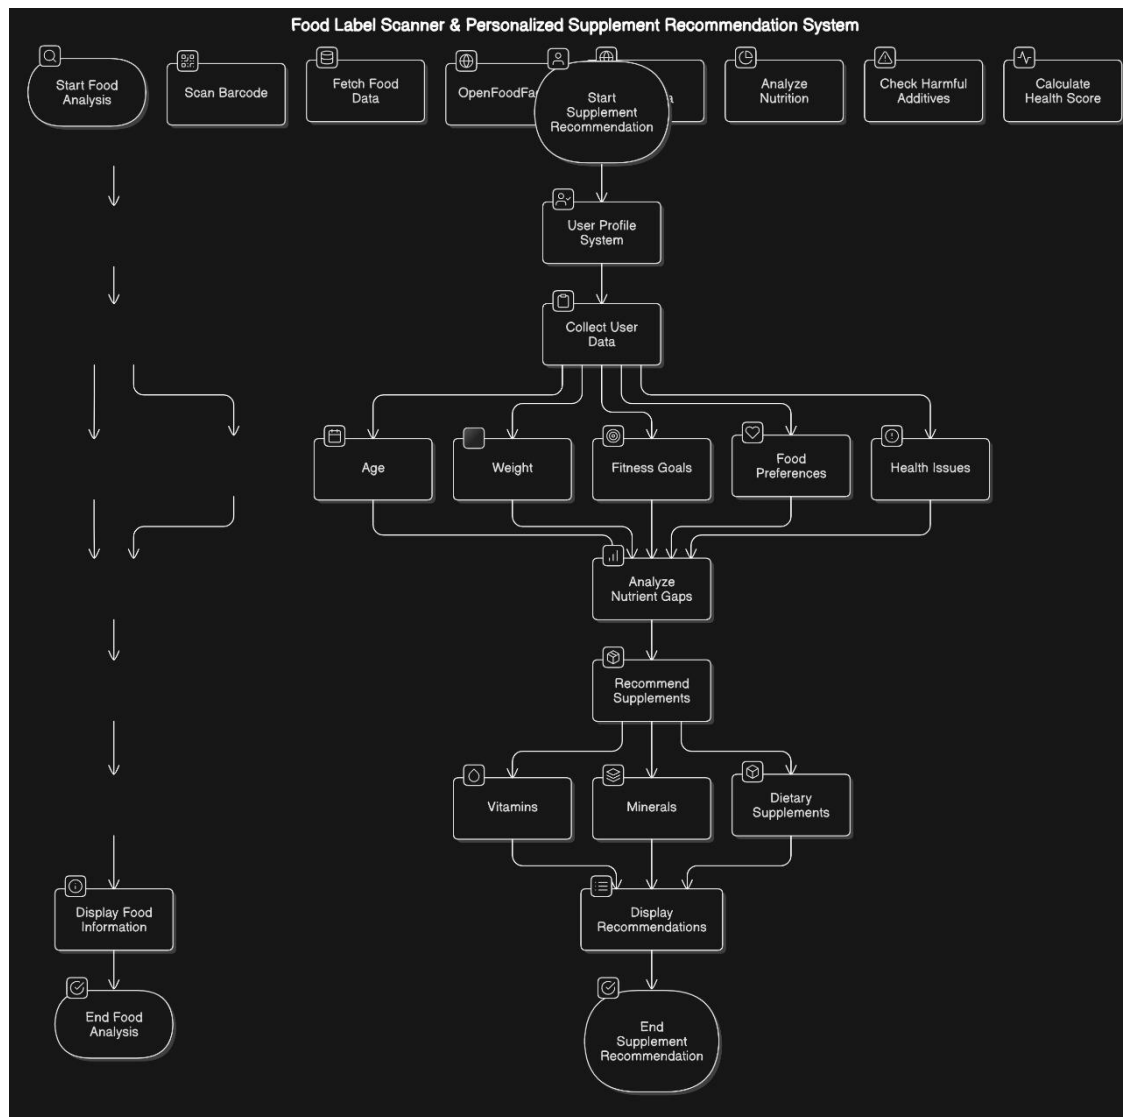 Food Label Scanner & Personalized Supplement Recommendation System
Start Food
Analysis
Scan Barcode
Fetch Food
Data
OpenFoodFa
Start
Supplement
Recommendation
Analyze
Nutrition
Check Harmful
Additives
Calculate
Health Score
User Profile
System
Collect User
Data
Age
Weight
Fitness Goals
Food
Preferences
Health Issues
Analyze
Nutrient Gaps
Recommend
Supplements
Vitamins
Minerals
Dietary
Supplements
Display Food
Information
Display
Recommendations
End Food
Analysis
End
Supplement
Recommendation